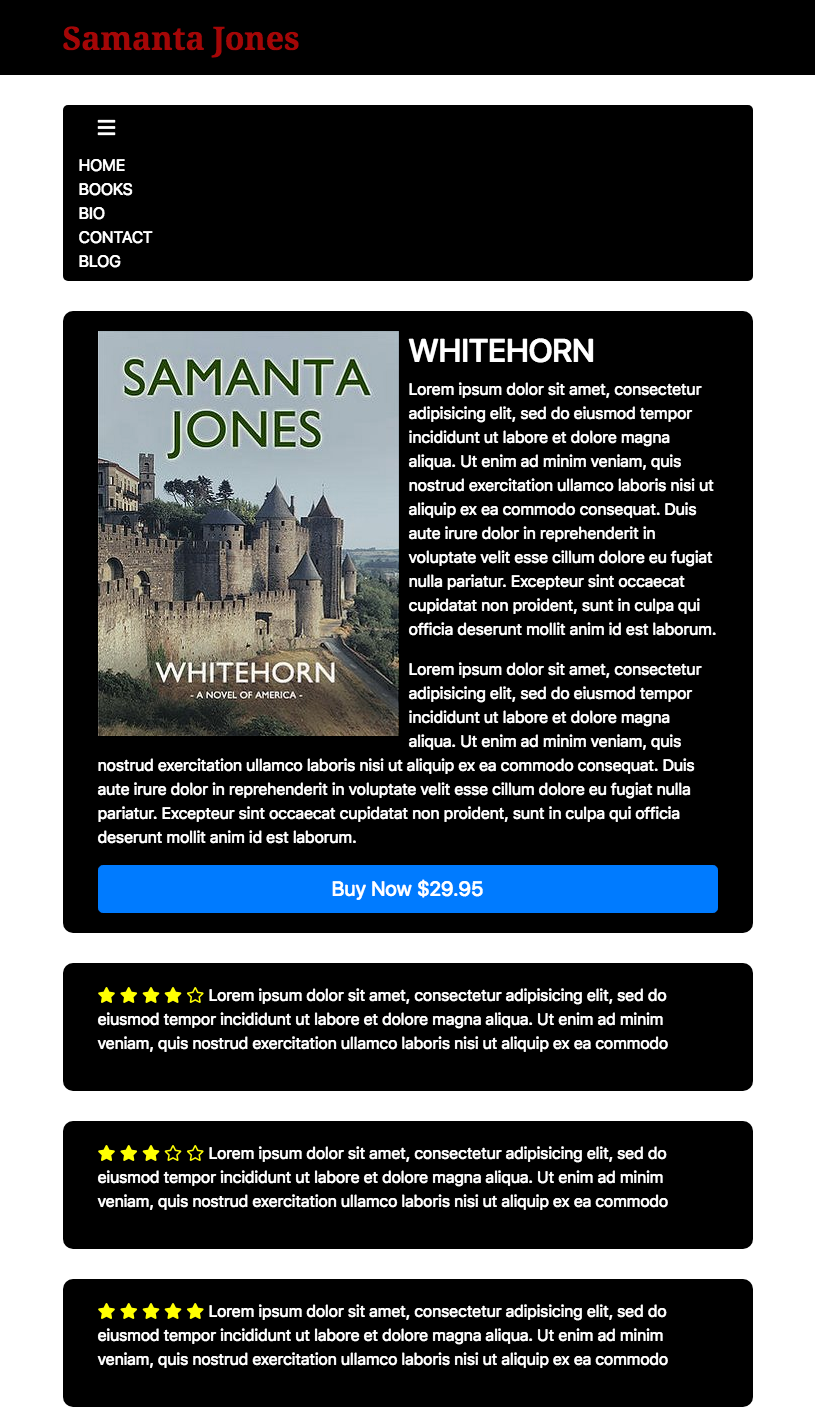 Samanta Jones
HOME
BOOKS
BIO
CONTACT
BLOG
SAMANTA
JONES
WHITEHORN
- A NOVEL OF AMERICA -
WHITEHORN
Lorem ipsum dolor sit amet, consectetur
adipisicing elit, sed do eiusmod tempor
incididunt ut labore et dolore magna
aliqua. Ut enim ad minim veniam, quis
nostrud exercitation ullamco laboris nisi ut
aliquip ex ea commodo consequat. Duis
aute irure dolor in reprehenderit in
voluptate velit esse cillum dolore eu fugiat
nulla pariatur. Excepteur sint occaecat
cupidatat non proident, sunt in culpa qui
officia deserunt mollit anim id est laborum.
Lorem ipsum dolor sit amet, consectetur
adipisicing elit, sed do eiusmod tempor
incididunt ut labore et dolore magna
aliqua. Ut enim ad minim veniam, quis
nostrud exercitation ullamco laboris nisi ut aliquip ex ea commodo consequat. Duis
aute irure dolor in reprehenderit in voluptate velit esse cillum dolore eu fugiat nulla
pariatur. Excepteur sint occaecat cupidatat non proident, sunt in culpa qui officia
deserunt mollit anim id est laborum.
Buy Now $29.95
Lorem ipsum dolor sit amet, consectetur adipisicing elit, sed do
eiusmod tempor incididunt ut labore et dolore magna aliqua. Ut enim ad minim
veniam, quis nostrud exercitation ullamco laboris nisi ut aliquip ex ea commodo
Lorem ipsum dolor sit amet, consectetur adipisicing elit, sed do
eiusmod tempor incididunt ut labore et dolore magna aliqua. Ut enim ad minim
veniam, quis nostrud exercitation ullamco laboris nisi ut aliquip ex ea commodo
Lorem ipsum dolor sit amet, consectetur adipisicing elit, sed do
eiusmod tempor incididunt ut labore et dolore magna aliqua. Ut enim ad minim
veniam, quis nostrud exercitation ullamco laboris nisi ut aliquip ex ea commodo